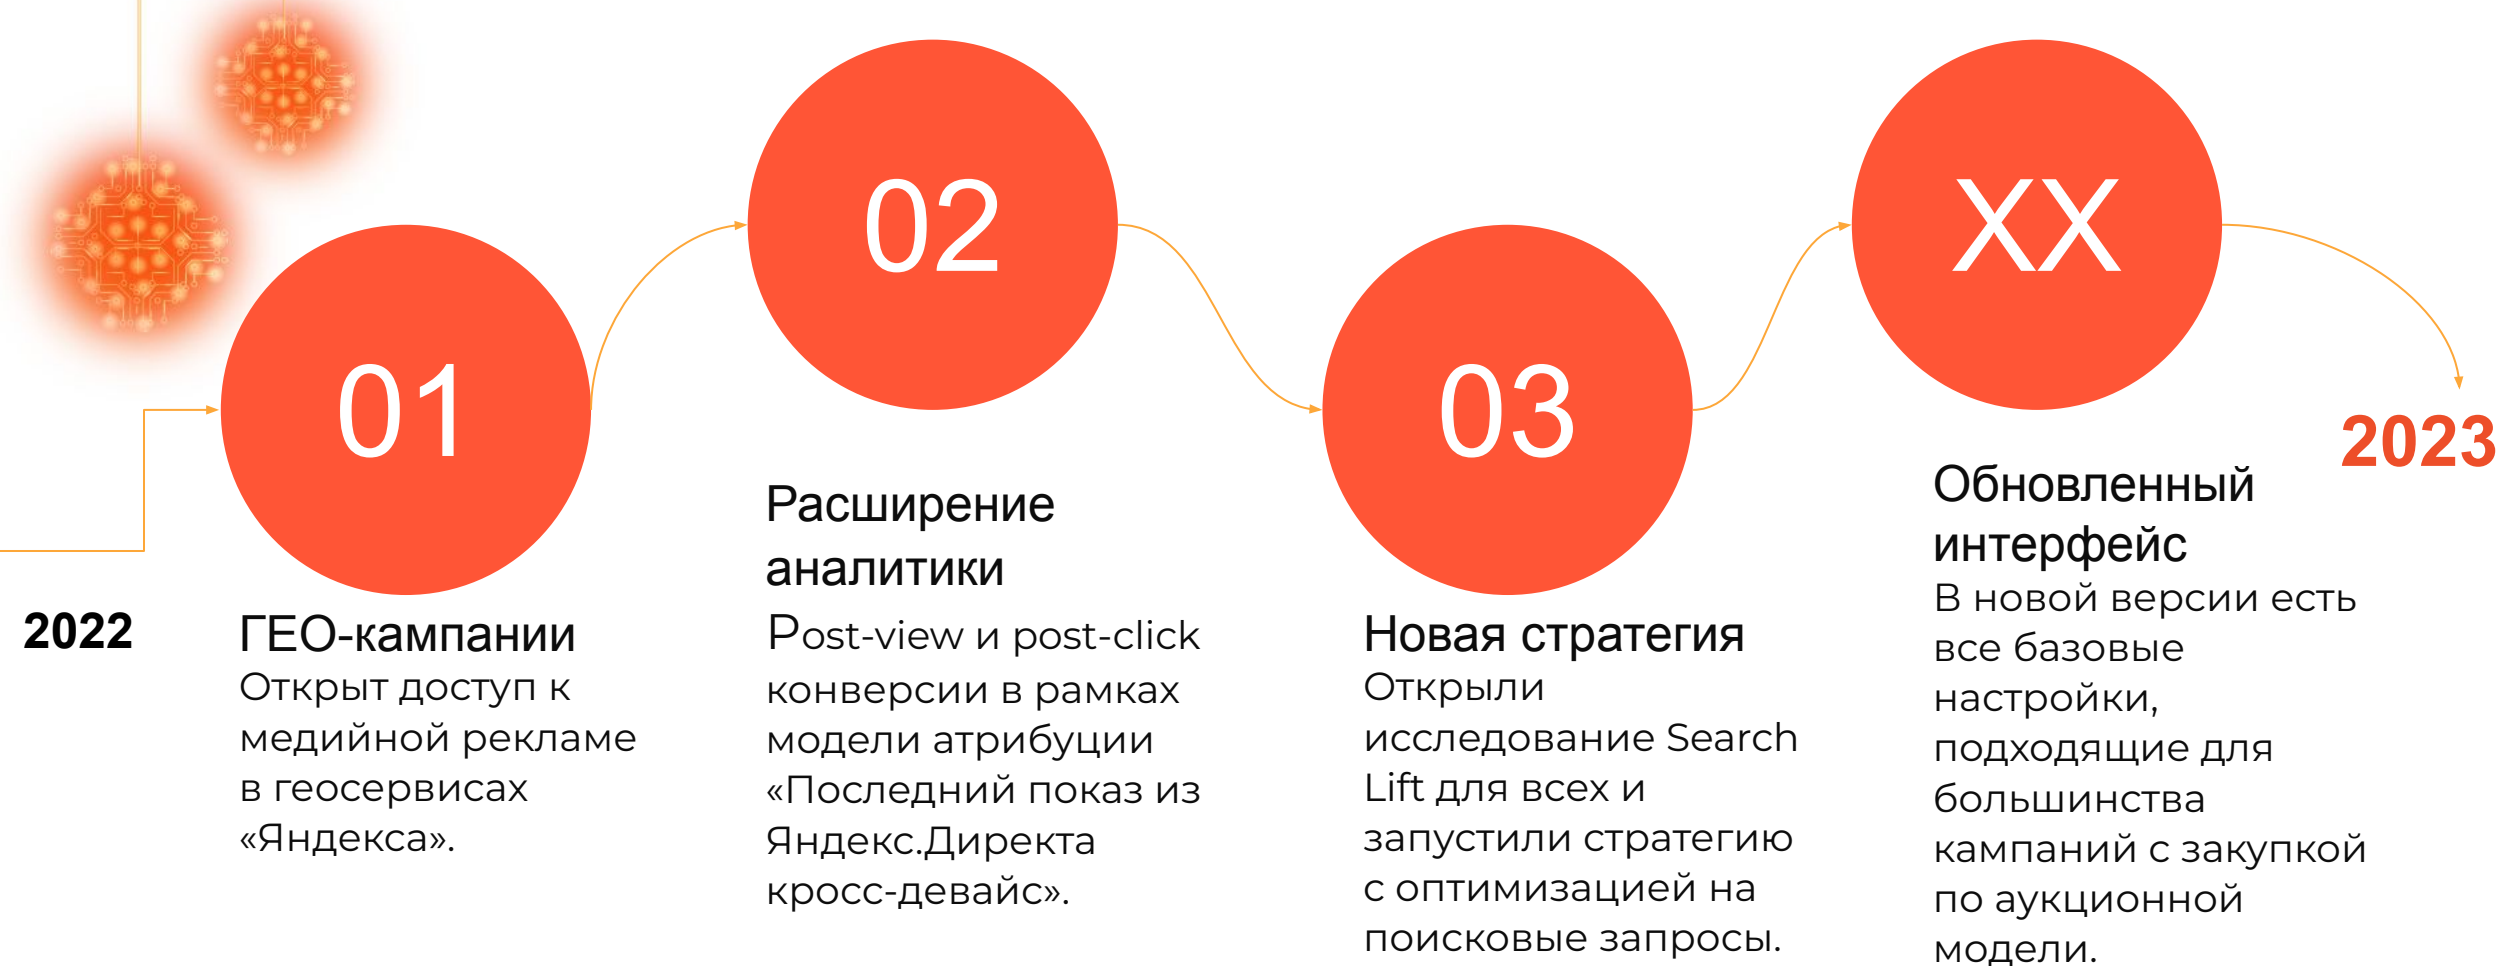 2022
01
ГЕО-кампании
Открыт доступ к
медийной рекламе
в геосервисах
«Яндекса».
02
Расширение
аналитики
Post-view и post-click
конверсии в рамках
модели атрибуции
«Последний показ из
Яндекс.Директа
кросс-девайс».
03
Новая стратегия
Открыли
исследование Search
Lift для всех и
запустили стратегию
с оптимизацией на
поисковые запросы.
XX
Обновленный
интерфейс
В новой версии есть
все базовые
настройки,
подходящие для
большинства
кампаний с закупкой
по аукционной
модели.
2023